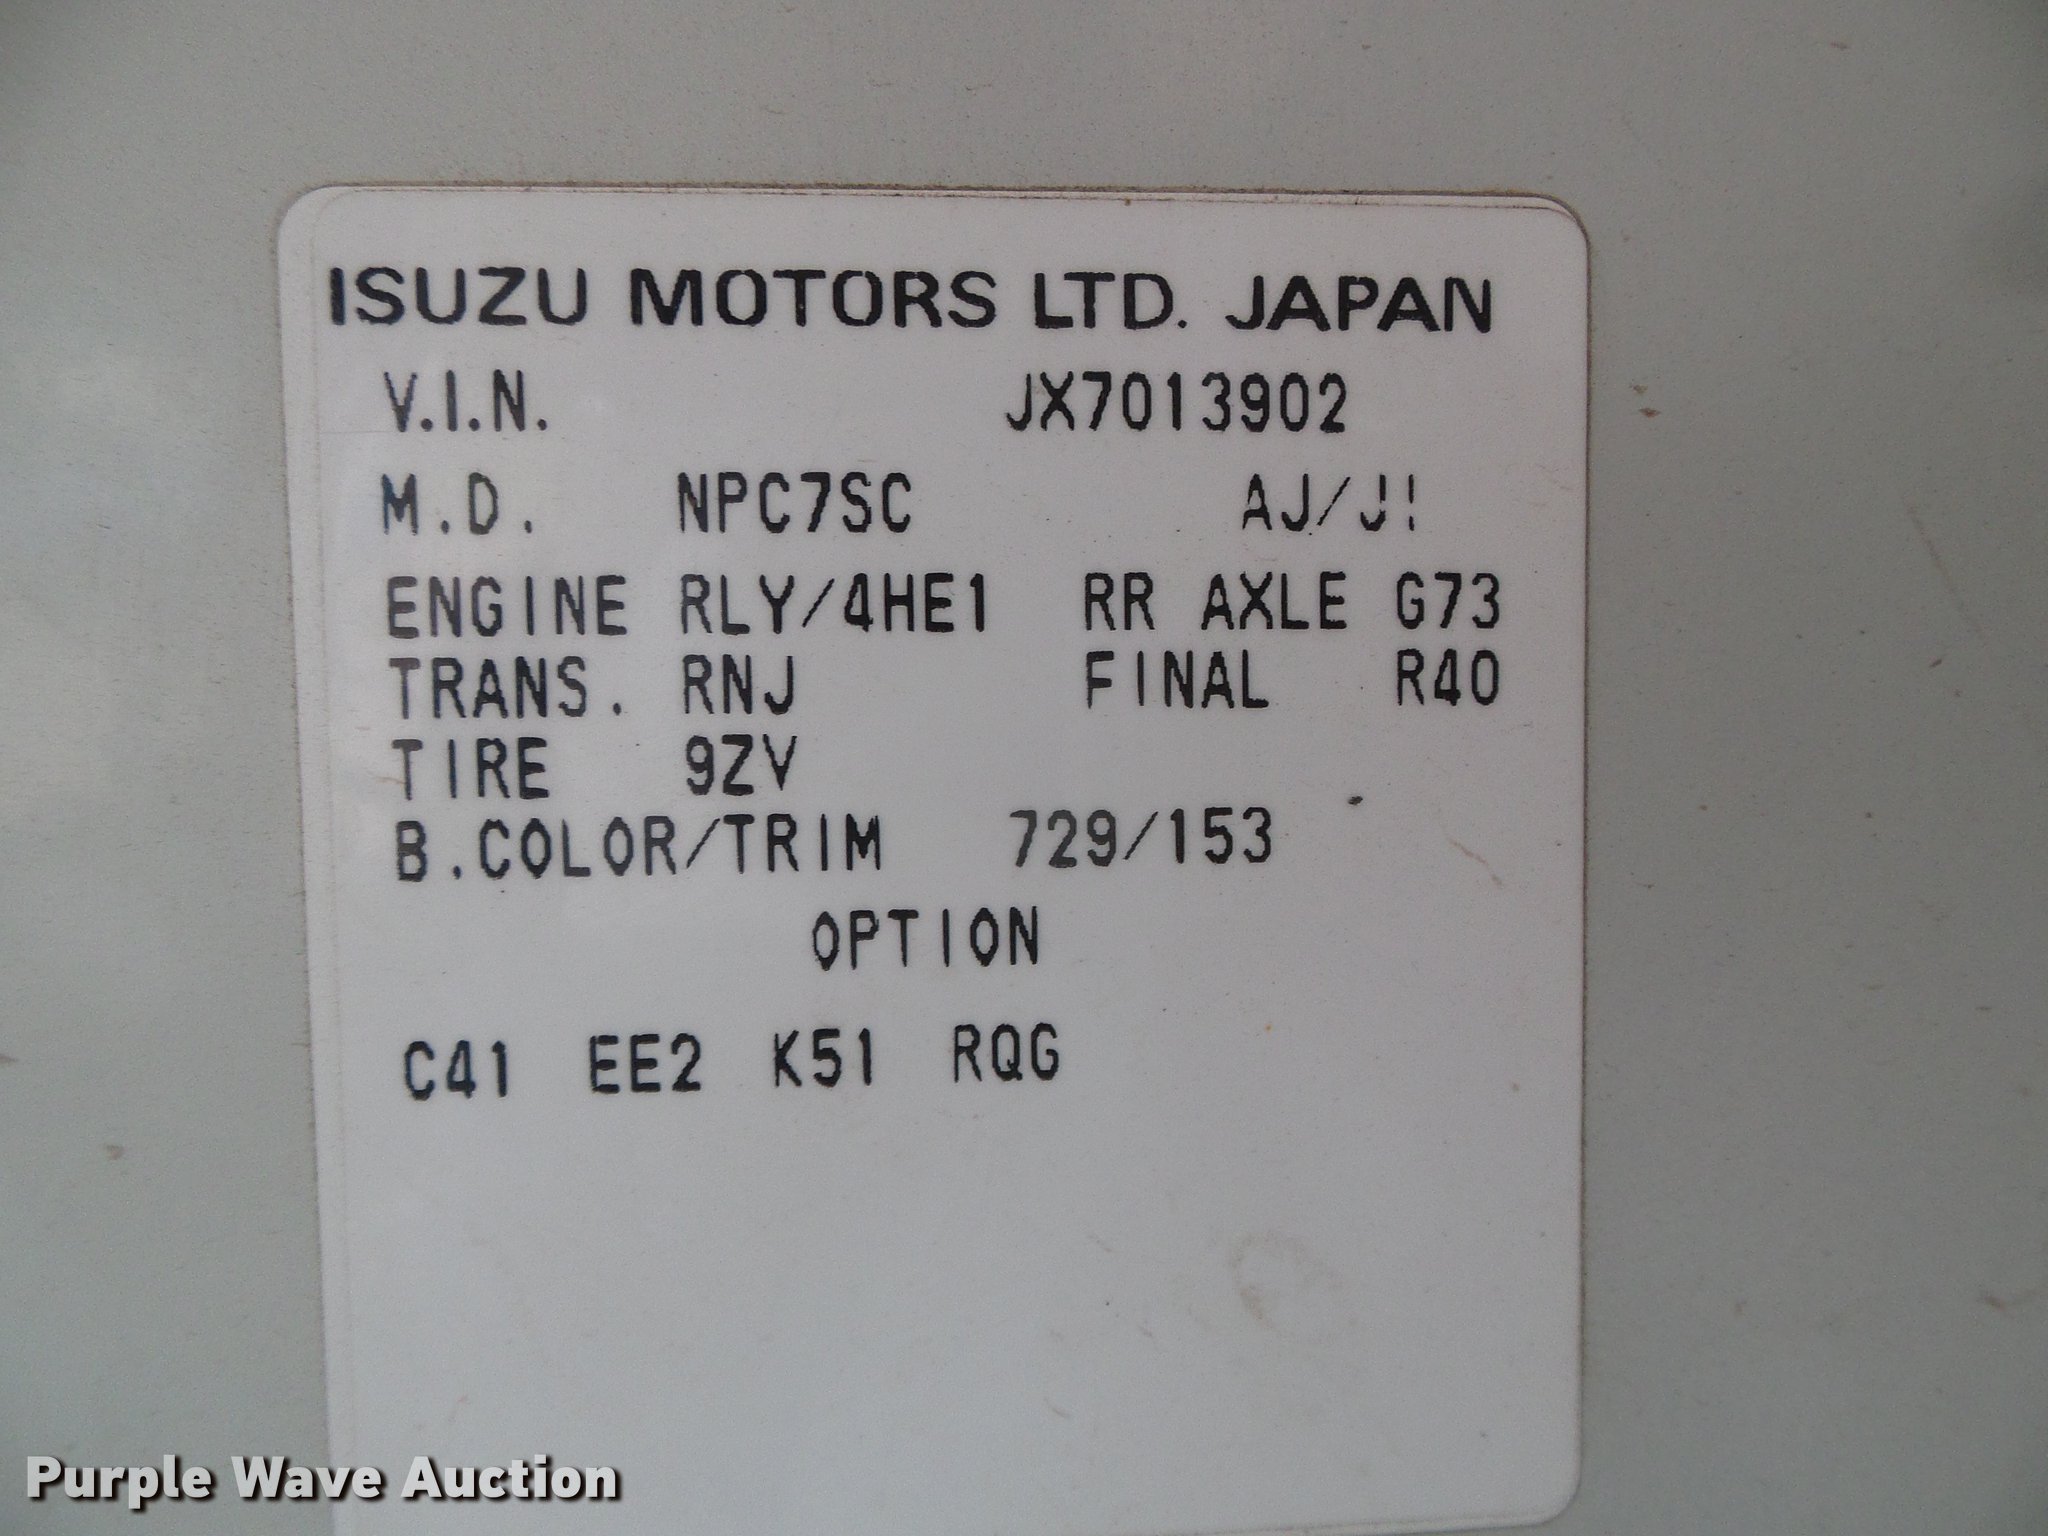 ISUZU MOTORS LTD. JAPAN
V.I.N. JX7013902
M.D. NPC7SC AJ/J!
ENGINE RLY/4HE1 RR AXLE G73
TRANS. RNJ FINAL R40
TIRE 9ZV
B.COLOR/TRIM 729/153
OPTION
C41 EE2 K51 RQG
Purple Wave Auction